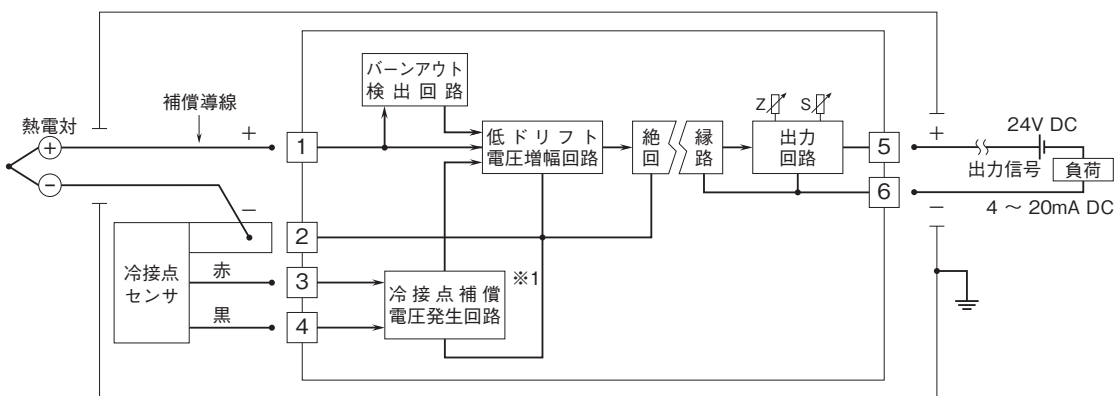 バーンアウト
検出回路
補償導線
熱電対
+
−
+
−
1
2
3
4
低ドリフト
電圧増幅回路
絶縁
回路
Z
S
出力
回路
5
6
+
−
24V DC
出力信号
負荷
4 ～ 20mA DC
冷接点
センサ
赤
黒
冷接点補償
電圧発生回路
※1